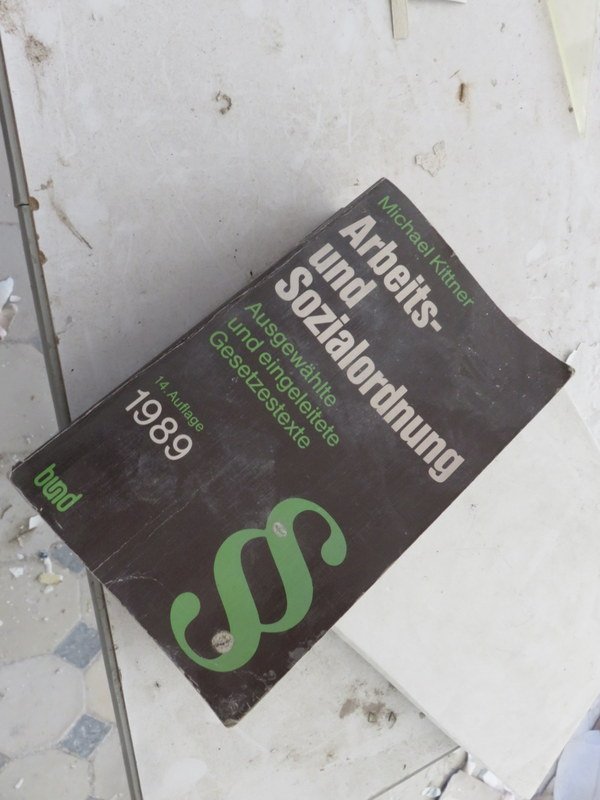 Michael Kittner
Arbeits-
und
Sozialordnung
Ausgewählte
und eingeleitete
Gesetzestexte
14. Auflage
1989
§
bund